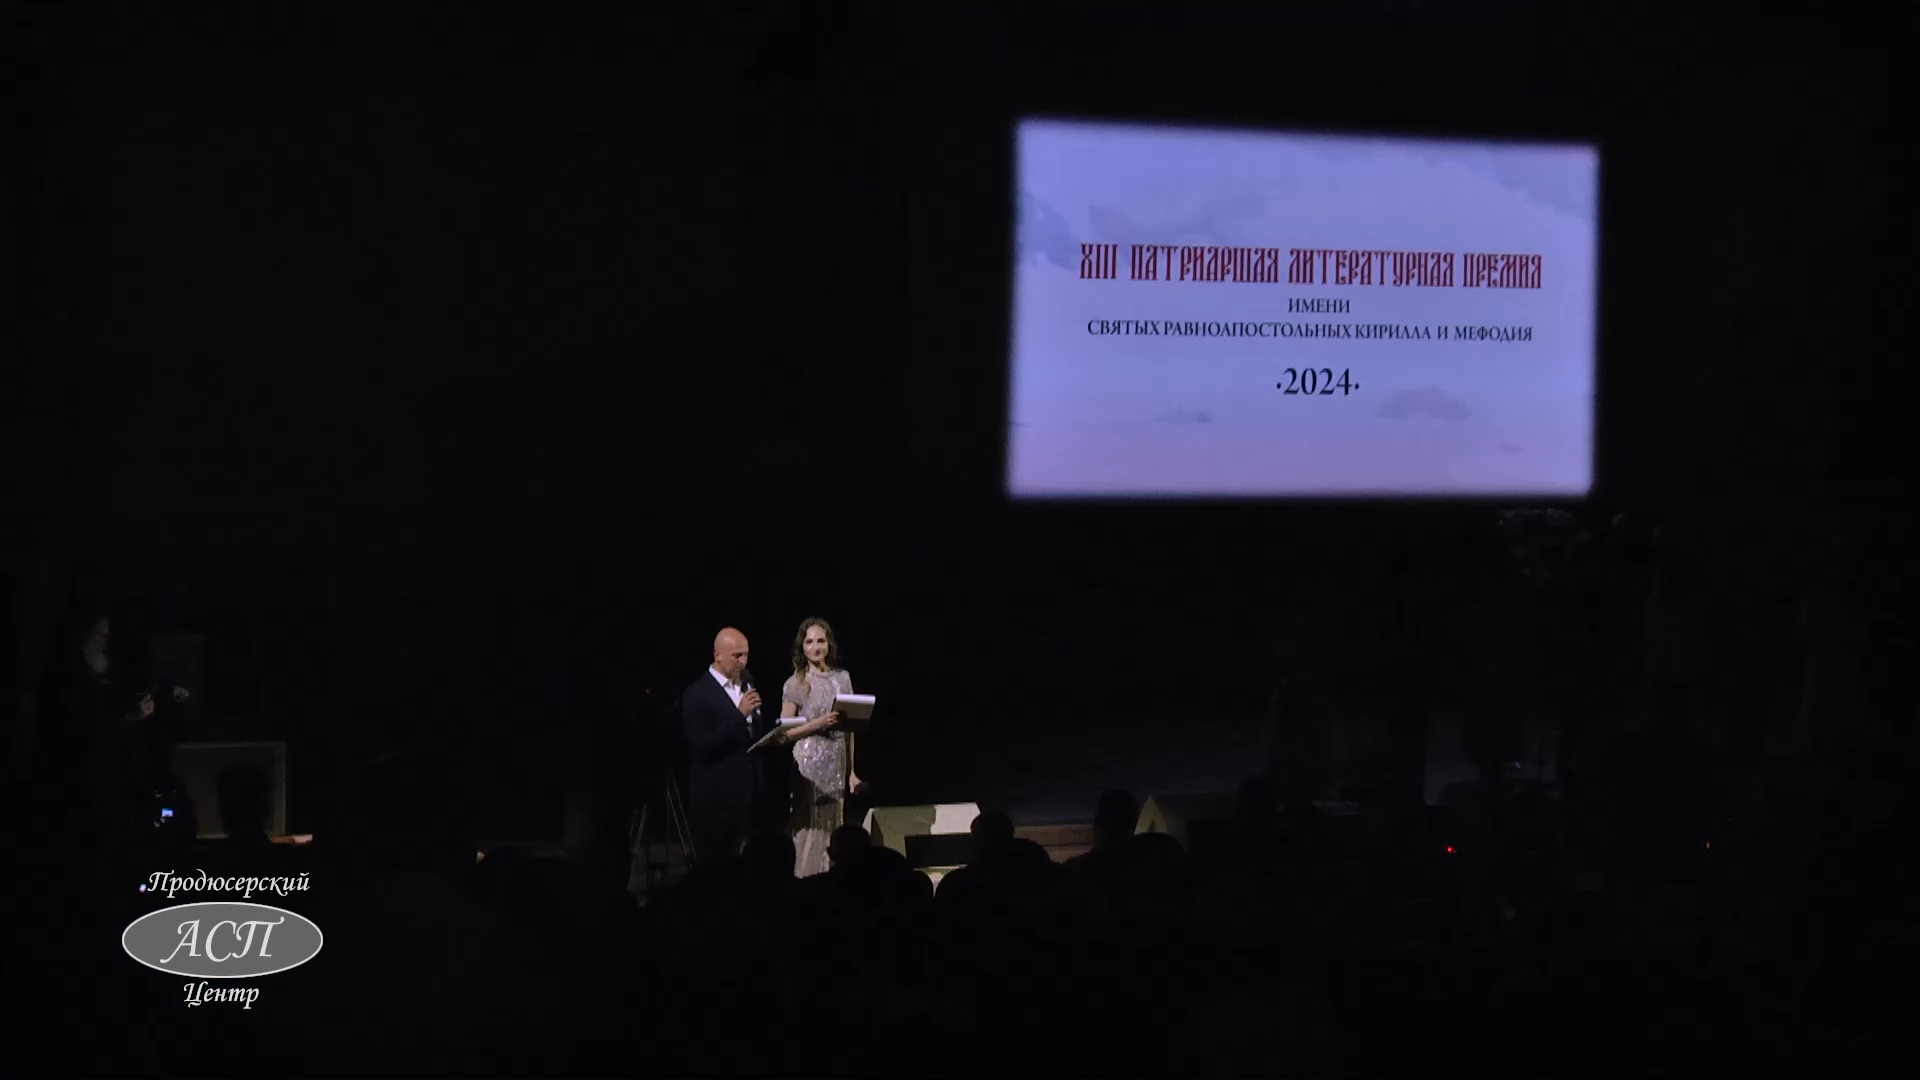 XIII ПАТРИАРШАЯ ЛИТЕРАТУРНАЯ ПРЕМИЯ
ИМЕНИ
СВЯТЫХ РАВНОАПОСТОЛЬНЫХ КИРИЛЛА И МЕФОДИЯ
·2024·
Продюсерский
АСП
Центр